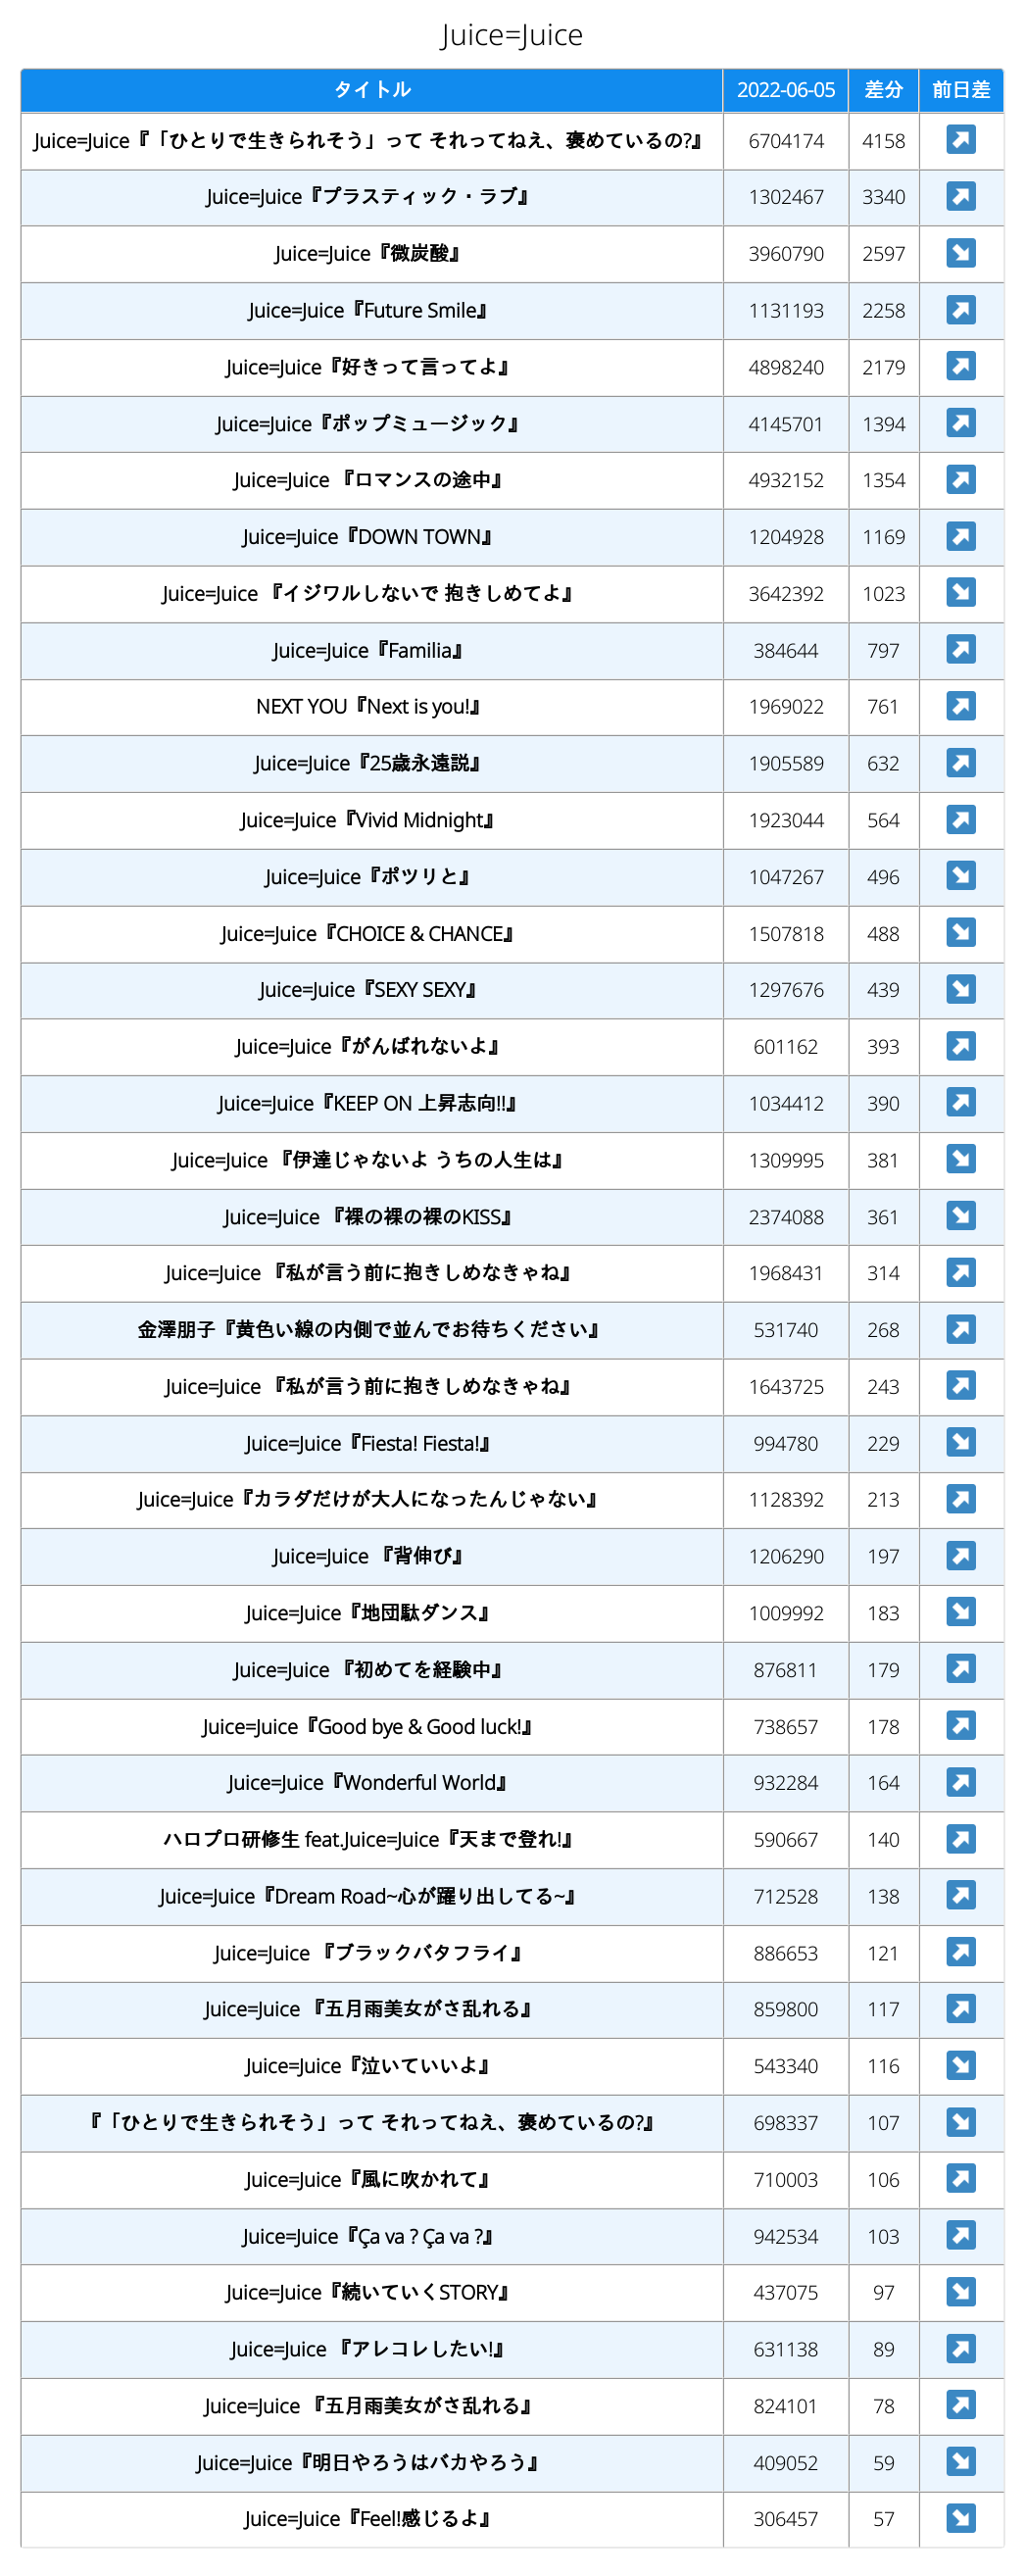 Juice=Juice
タイトル 2022-06-05 差分 前日差
Juice=Juice『「ひとりで生きられそう」って それってねえ、褒めているの?』 6704174 4158
Juice=Juice『プラスティック・ラブ』 1302467 3340
Juice=Juice『微炭酸』 3960790 2597
Juice=Juice『Future Smile』 1131193 2258
Juice=Juice『好きって言ってよ』 4898240 2179
Juice=Juice『ポップミュージック』 4145701 1394
Juice=Juice 『ロマンスの途中』 4932152 1354
Juice=Juice『DOWN TOWN』 1204928 1169
Juice=Juice 『イジワルしないで 抱きしめてよ』 3642392 1023
Juice=Juice『Familia』 384644 797
NEXT YOU『Next is you!』 1969022 761
Juice=Juice『25歳永遠説』 1905589 632
Juice=Juice『Vivid Midnight』 1923044 564
Juice=Juice『ポツリと』 1047267 496
Juice=Juice『CHOICE & CHANCE』 1507818 488
Juice=Juice『SEXY SEXY』 1297676 439
Juice=Juice『がんばれないよ』 601162 393
Juice=Juice『KEEP ON 上昇志向!!』 1034412 390
Juice=Juice 『伊達じゃないよ うちの人生は』 1309995 381
Juice=Juice 『裸の裸の裸のKISS』 2374088 361
Juice=Juice 『私が言う前に抱きしめなきゃね』 1968431 314
金澤朋子『黄色い線の内側で並んでお待ちください』 531740 268
Juice=Juice 『私が言う前に抱きしめなきゃね』 1643725 243
Juice=Juice『Fiesta! Fiesta!』 994780 229
Juice=Juice『カラダだけが大人になったんじゃない』 1128392 213
Juice=Juice 『背伸び』 1206290 197
Juice=Juice『地団駄ダンス』 1009992 183
Juice=Juice 『初めてを経験中』 876811 179
Juice=Juice『Good bye & Good luck!』 738657 178
Juice=Juice『Wonderful World』 932284 164
ハロプロ研修生 feat.Juice=Juice『天まで登れ!』 590667 140
Juice=Juice『Dream Road~心が躍り出してる~』 712528 138
Juice=Juice 『ブラックバタフライ』 886653 121
Juice=Juice 『五月雨美女がさ乱れる』 859800 117
Juice=Juice『泣いていいよ』 543340 116
『「ひとりで生きられそう」って それってねえ、褒めているの?』 698337 107
Juice=Juice『風に吹かれて』 710003 106
Juice=Juice『Ça va ? Ça va ?』 942534 103
Juice=Juice『続いていくSTORY』 437075 97
Juice=Juice 『アレコレしたい!』 631138 89
Juice=Juice 『五月雨美女がさ乱れる』 824101 78
Juice=Juice『明日やろうはバカやろう』 409052 59
Juice=Juice『Feel!感じるよ』 306457 57